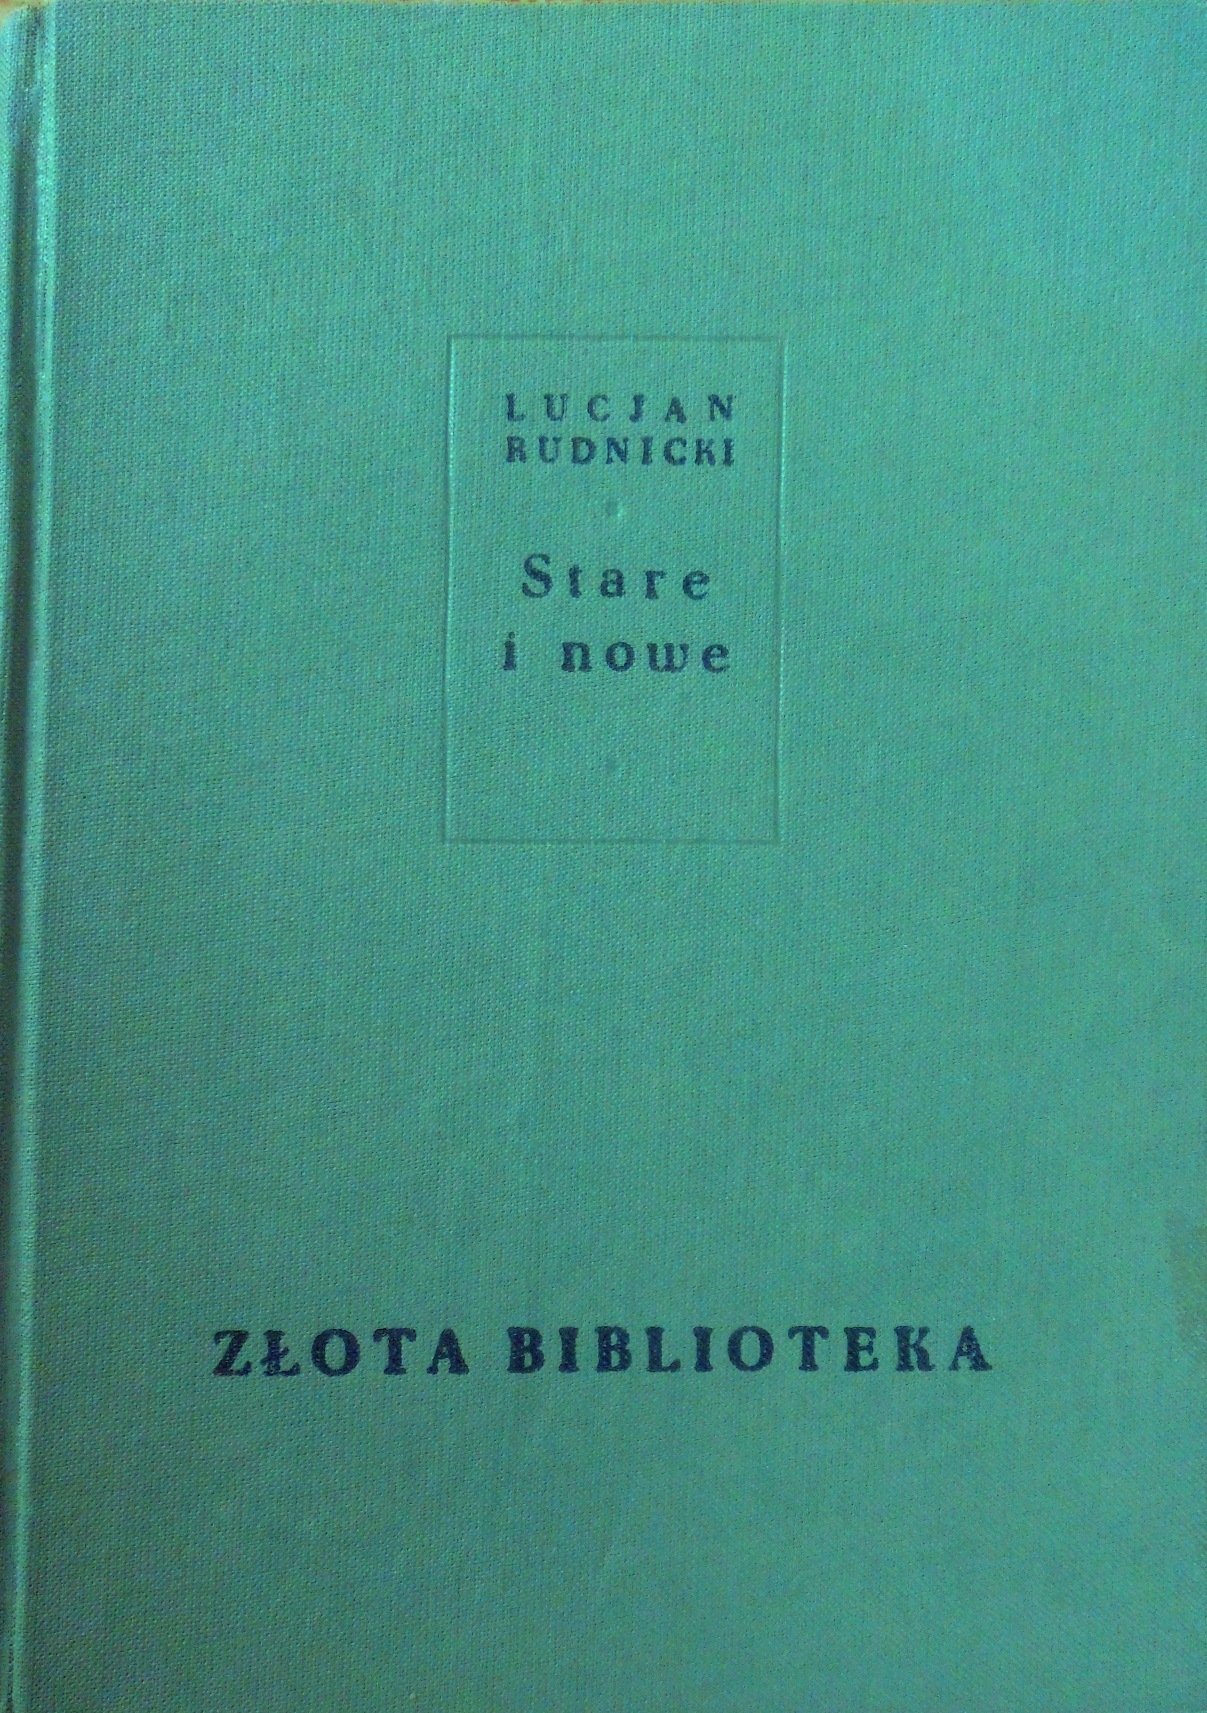 LUCJAN
RUDNICKI
Stare
i nowe
ZŁOTA BIBLIOTEKA